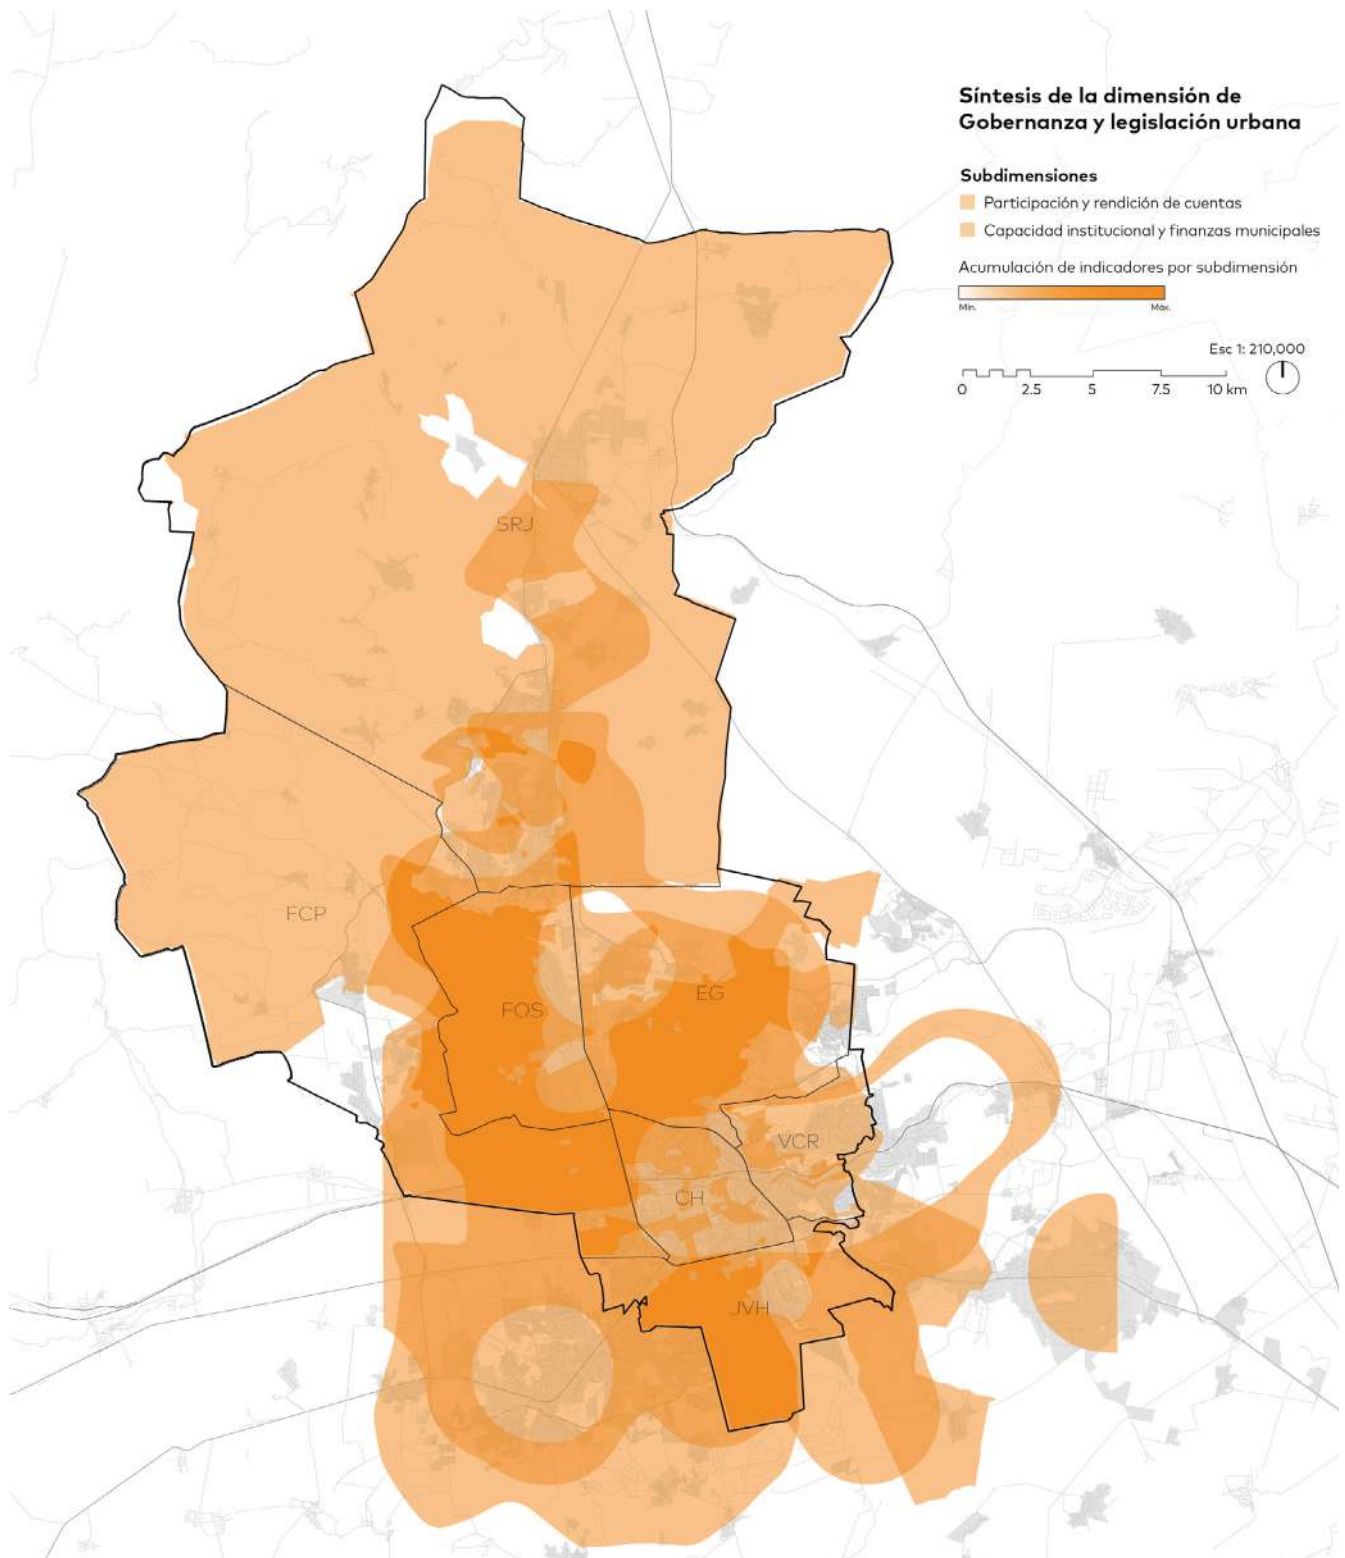 Síntesis de la dimensión de
Gobernanza y legislación urbana
Subdimensiones
Participación y rendición de cuentas
Capacidad institucional y finanzas municipales
Acumulación de indicadores por subdimensión
Mín. Máx.
Esc 1: 210,000
0 2.5 5 7.5 10 km
SRJ
FCP
FOS
EG
VCR
CH
JVH